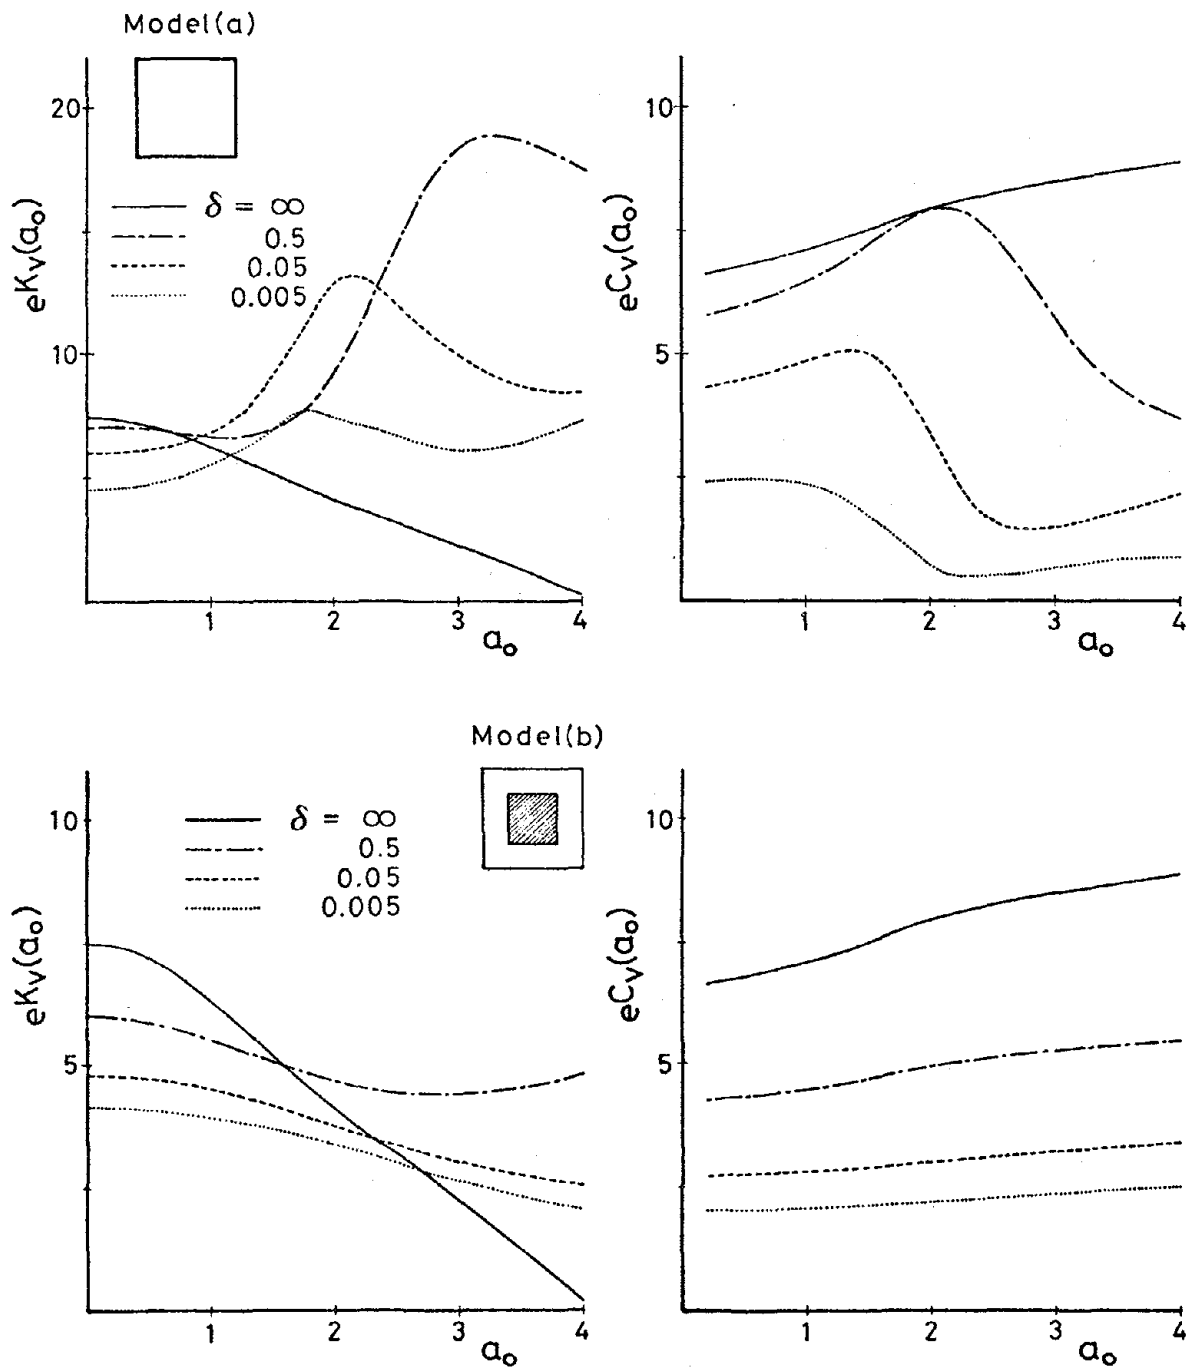 Model(a)
20
10
eKv(a₀)
δ = ∞
0.5
0.05
0.005
1 2 3 4
a₀
10
5
eCv(a₀)
1 2 3 4
a₀
Model(b)
10
5
eKv(a₀)
δ = ∞
0.5
0.05
0.005
1 2 3 4
a₀
10
5
eCv(a₀)
1 2 3 4
a₀